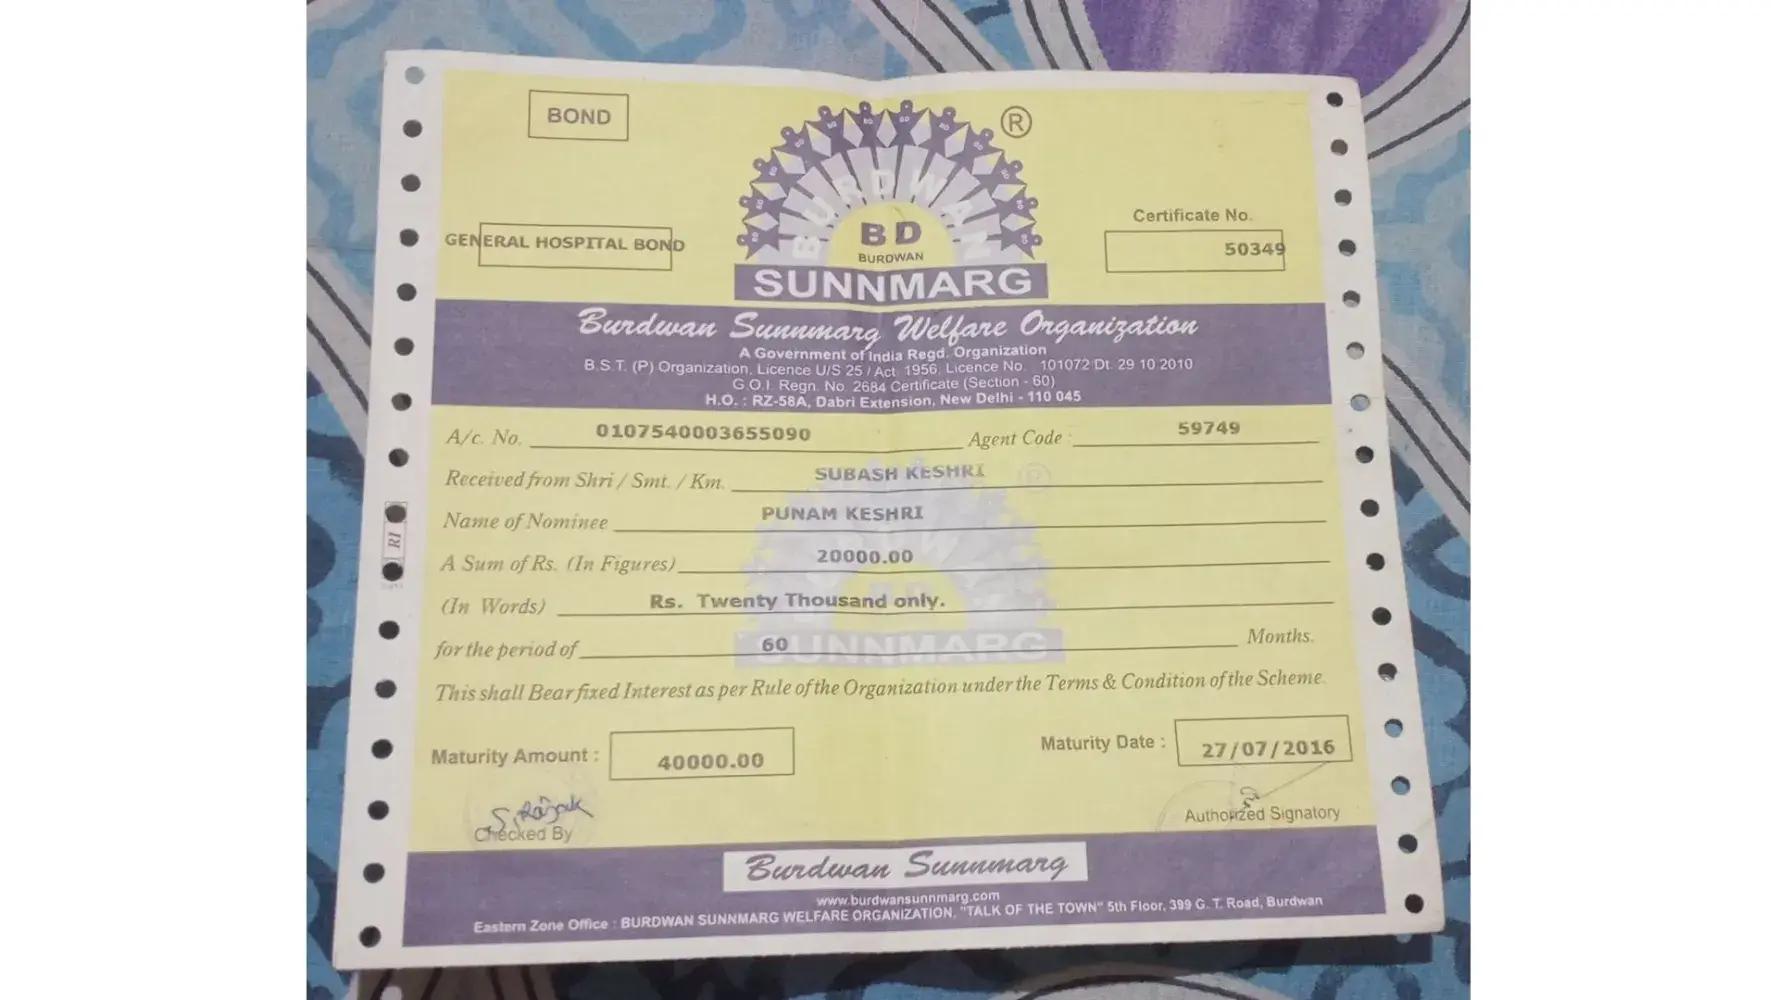 BOND
®
BURDWAN
BD
BURDWAN
SUNNMARG
GENERAL HOSPITAL BOND
Certificate No.
50349
Burdwan Sunnmarg Welfare Organization
A Government of India Regd. Organization
B.S.T. (P) Organization, Licence U/S 25 / Act 1956, Licence No. 101072 Dt. 29 10 2010
G.O.I. Regn. No. 2684 Certificate (Section - 60)
H.O. : RZ-58A, Dabri Extension, New Delhi - 110 045
A/c. No. 0107540003655090 Agent Code : 59749
Received from Shri / Smt. / Km. SUBASH KESHRI
Name of Nominee PUNAM KESHRI
A Sum of Rs. (In Figures) 20000.00
(In Words) Rs. Twenty Thousand only.
for the period of 60 Months.
SUNNMARG
This shall Bear fixed Interest as per Rule of the Organization under the Terms & Condition of the Scheme.
Maturity Amount : 40000.00 Maturity Date : 27/07/2016
S. Rajak
Checked By Authorized Signatory
Burdwan Sunnmarg
www.burdwansunnmarg.com
Eastern Zone Office : BURDWAN SUNNMARG WELFARE ORGANIZATION, "TALK OF THE TOWN" 5th Floor, 399 G. T. Road, Burdwan
RI